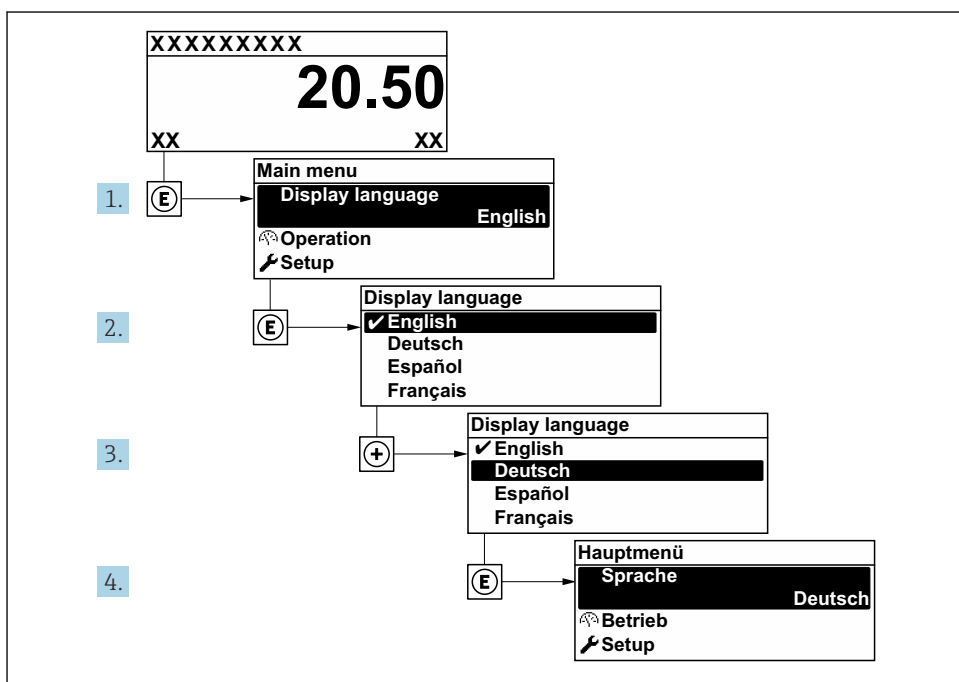 XXXXXXXXX
20.50
XX XX
1. E
Main menu
Display language
English
Operation
Setup
2. E
Display language
✔ English
Deutsch
Español
Français
3. +
Display language
✔ English
Deutsch
Español
Français
4. E
Hauptmenü
Sprache
Deutsch
Betrieb
Setup